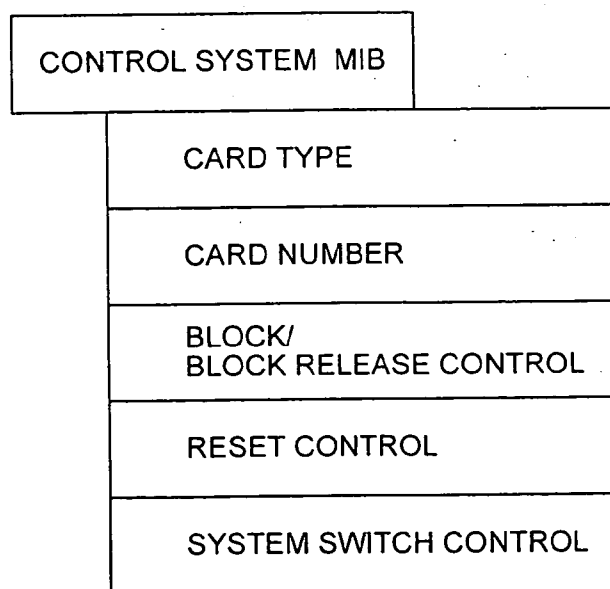 CONTROL SYSTEM MIB
CARD TYPE
CARD NUMBER
BLOCK/
BLOCK RELEASE CONTROL
RESET CONTROL
SYSTEM SWITCH CONTROL